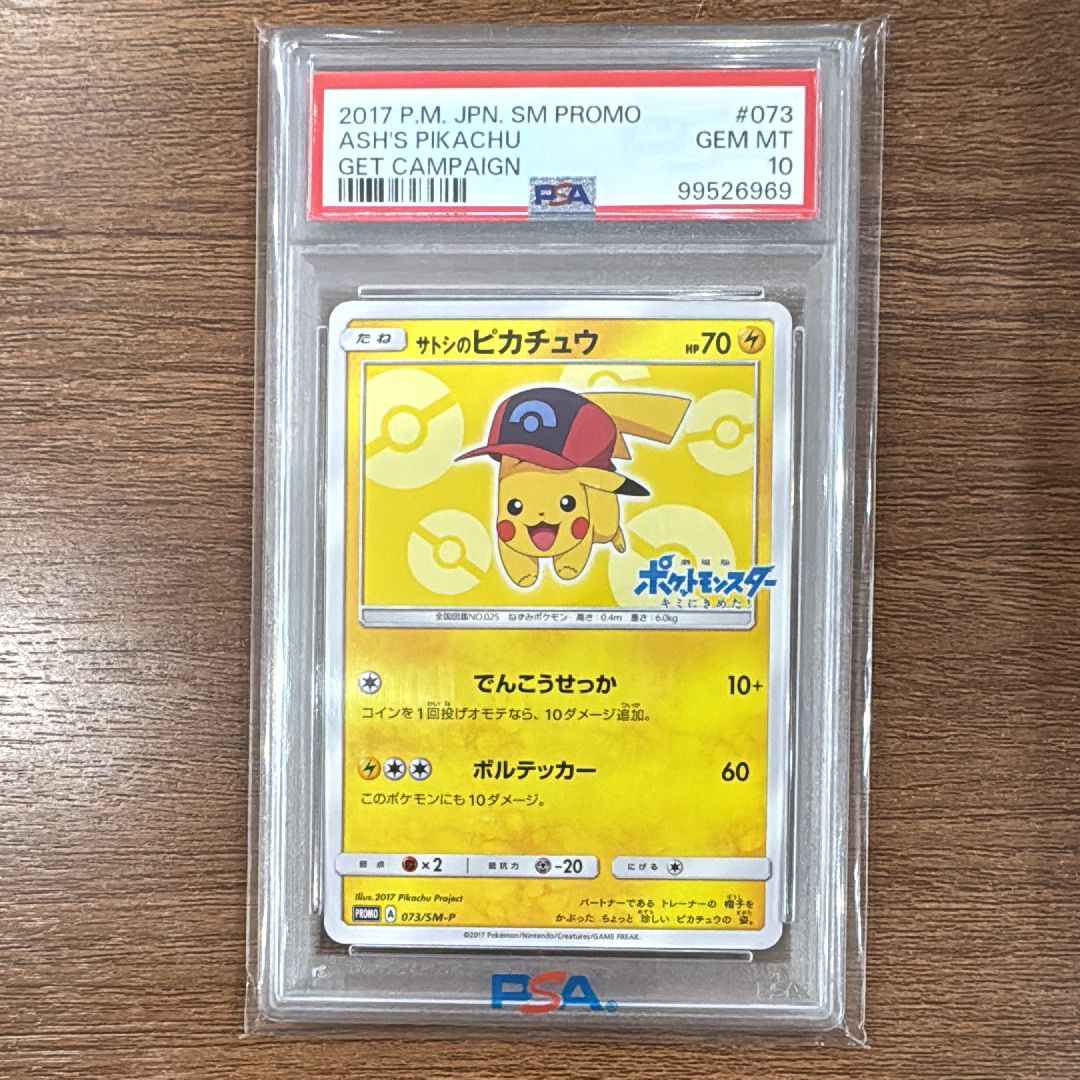 2017 P.M. JPN. SM PROMO #073
ASH'S PIKACHU GEM MT
GET CAMPAIGN 10
PSA 99526969
たね サトシのピカチュウ HP70
劇場版
ポケットモンスター
キミにきめた!
全国図鑑NO.025 ねずみポケモン 高さ:0.4m 重さ:6.0kg
でんこうせっか 10+
コインを1回投げオモテなら、10ダメージ追加。
ボルテッカー 60
このポケモンにも10ダメージ。
弱点 ×2 抵抗力 -20 にげる
Illus.2017 Pikachu Project
パートナーである トレーナーの 帽子を
PROMO A 073/SM-P かぶった ちょっと 珍しい ピカチュウの 姿。
©2017 Pokémon/Nintendo/Creatures/GAME FREAK.
PSA